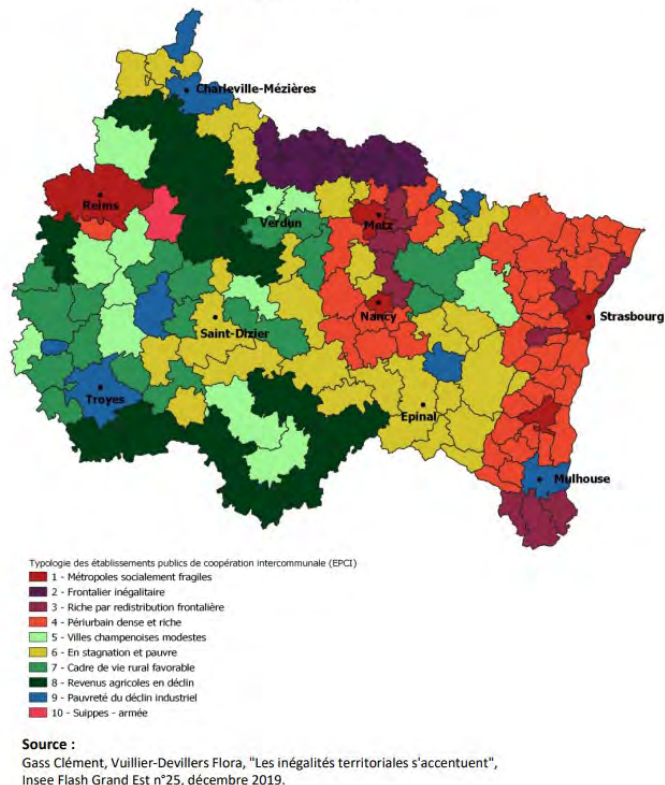 Charleville-Mézières
Reims
Verdun
Metz
Nancy
Strasbourg
Saint-Dizier
Troyes
Epinal
Mulhouse
Typologie des établissements publics de coopération intercommunale (EPCI)
1 - Métropoles socialement fragiles
2 - Frontalier inégalitaire
3 - Riche par redistribution frontalière
4 - Périurbain dense et riche
5 - Villes champenoises modestes
6 - En stagnation et pauvre
7 - Cadre de vie rural favorable
8 - Revenus agricoles en déclin
9 - Pauvreté du déclin industriel
10 - Suippes - armée
Source :
Gass Clément, Vuillier-Devillers Flora, "Les inégalités territoriales s'accentuent",
Insee Flash Grand Est n°25, décembre 2019.